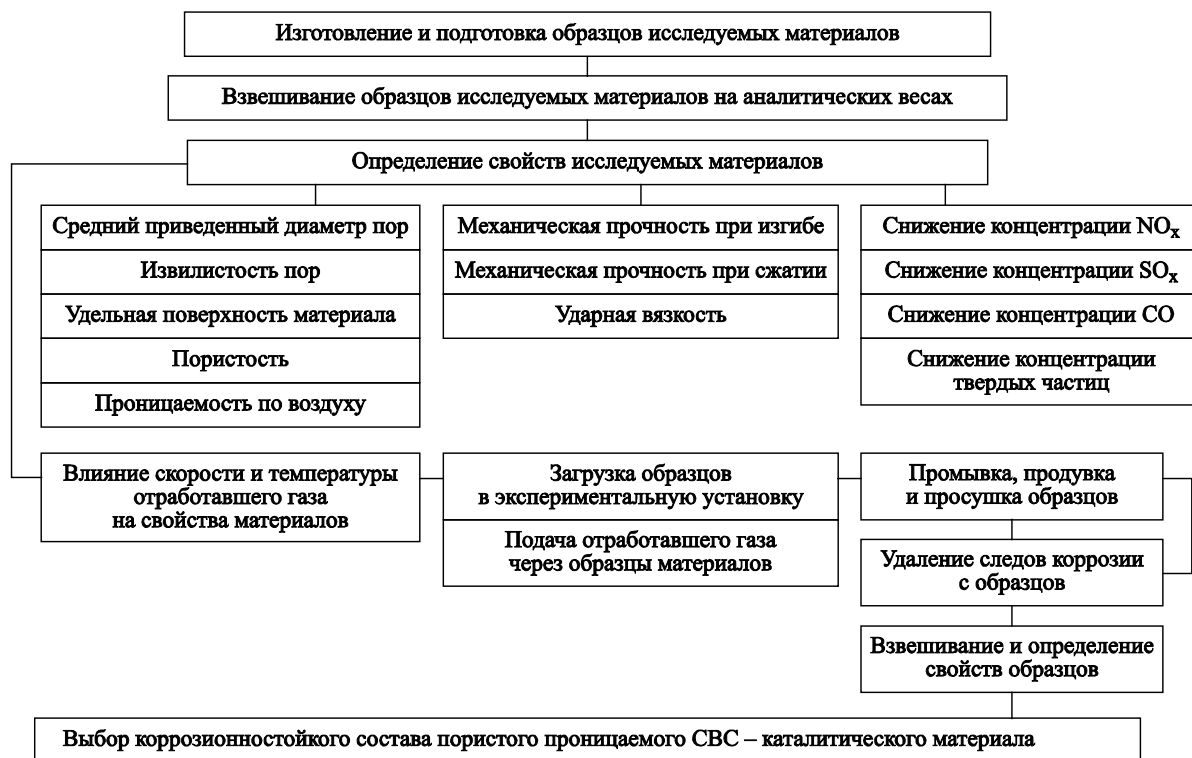 Изготовление и подготовка образцов исследуемых материалов
Взвешивание образцов исследуемых материалов на аналитических весах
Определение свойств исследуемых материалов
Средний приведенный диаметр пор
Извилистость пор
Удельная поверхность материала
Пористость
Проницаемость по воздуху
Механическая прочность при изгибе
Механическая прочность при сжатии
Ударная вязкость
Снижение концентрации NOx
Снижение концентрации SOx
Снижение концентрации CO
Снижение концентрации
твердых частиц
Влияние скорости и температуры
отработавшего газа
на свойства материалов
Загрузка образцов
в экспериментальную установку
Подача отработавшего газа
через образцы материалов
Промывка, продувка
и просушка образцов
Удаление следов коррозии
с образцов
Взвешивание и определение
свойств образцов
Выбор коррозионностойкого состава пористого проницаемого СВС – каталитического материала